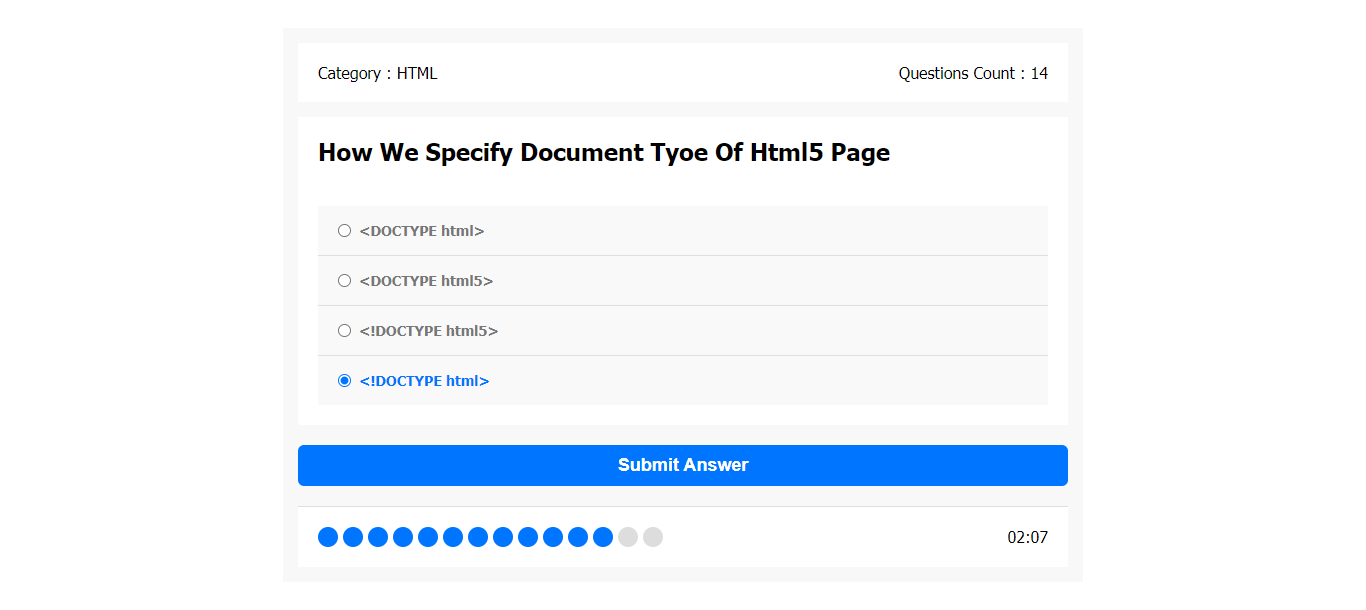 Category : HTML
Questions Count : 14
How We Specify Document Tyoe Of Html5 Page
<DOCTYPE html>
<DOCTYPE html5>
<!DOCTYPE html5>
<!DOCTYPE html>
Submit Answer
02:07